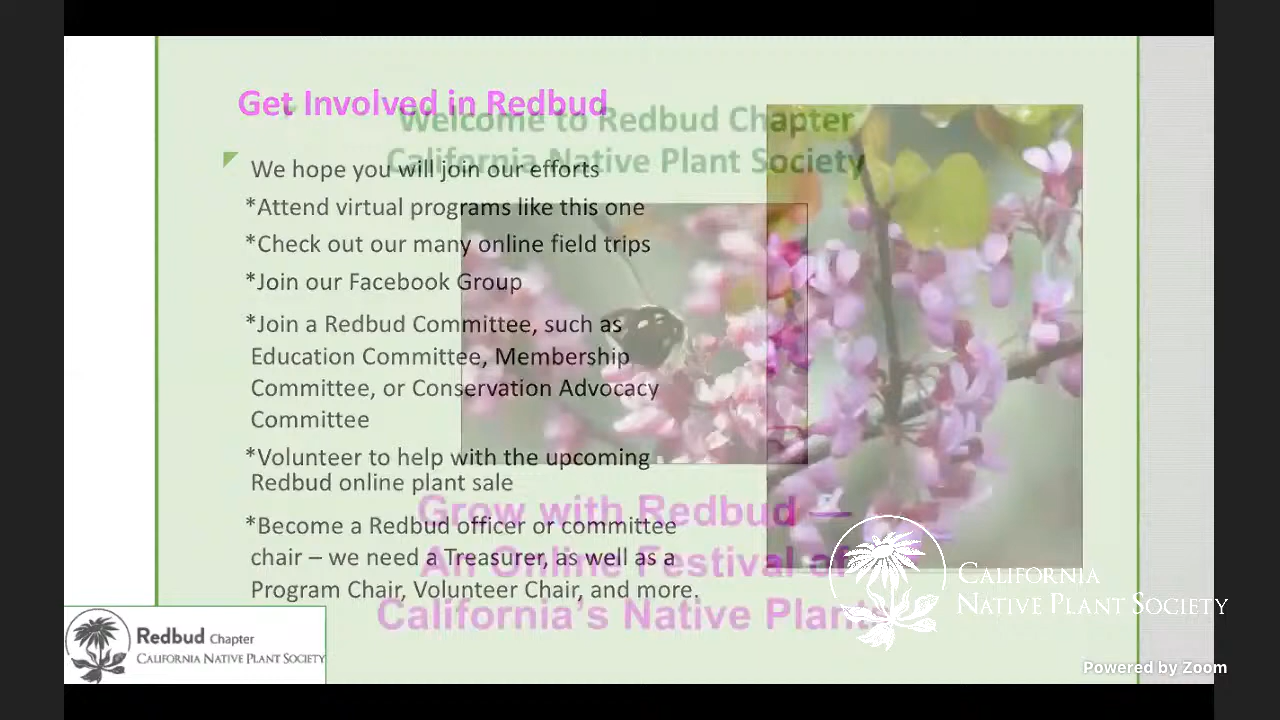 Get Involved in Redbud
Welcome to Redbud Chapter
California Native Plant Society
We hope you will join our efforts
*Attend virtual programs like this one
*Check out our many online field trips
*Join our Facebook Group
*Join a Redbud Committee, such as
Education Committee, Membership
Committee, or Conservation Advocacy
Committee
*Volunteer to help with the upcoming
Redbud online plant sale
*Become a Redbud officer or committee
chair – we need a Treasurer, as well as a
Program Chair, Volunteer Chair, and more.
Grow with Redbud –
An Online Festival of
California's Native Plants
Redbud Chapter
CALIFORNIA NATIVE PLANT SOCIETY
CALIFORNIA
NATIVE PLANT SOCIETY
Powered by Zoom